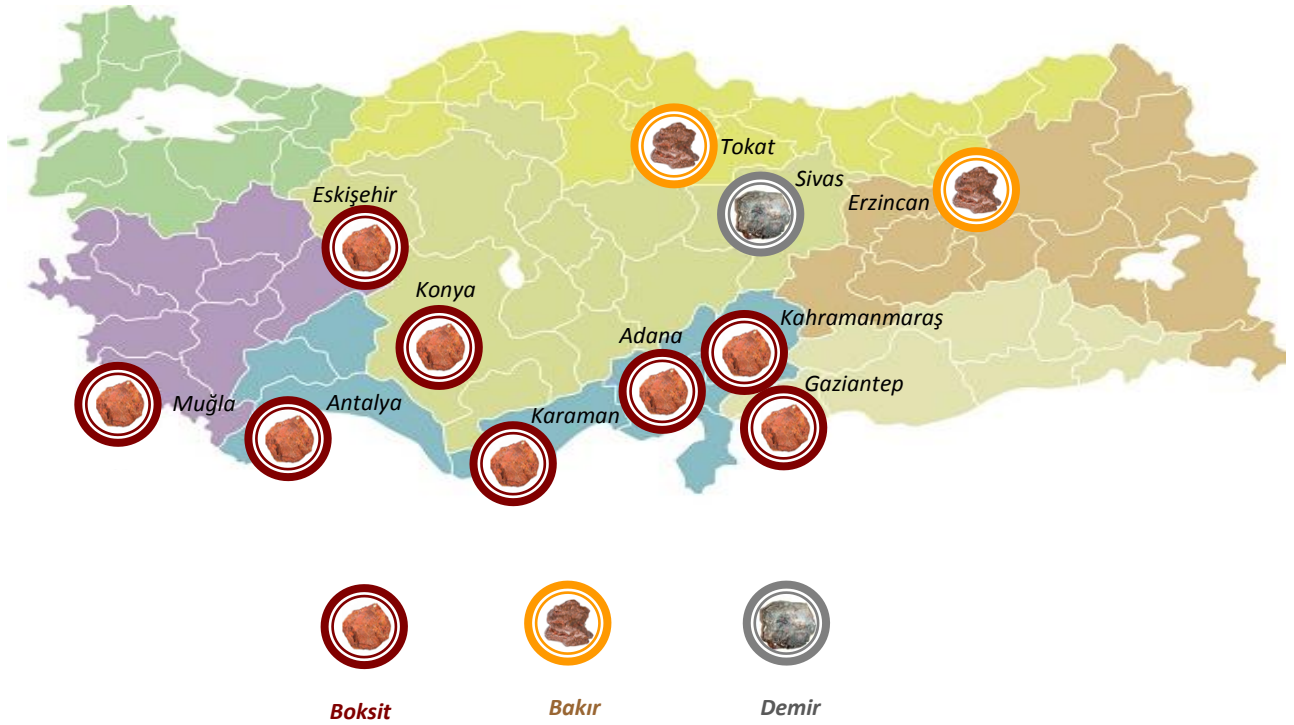 Tokat
Sivas
Eskişehir
Erzincan
Konya
Kahramanmaraş
Adana
Gaziantep
Muğla
Antalya
Karaman
Boksit
Bakır
Demir